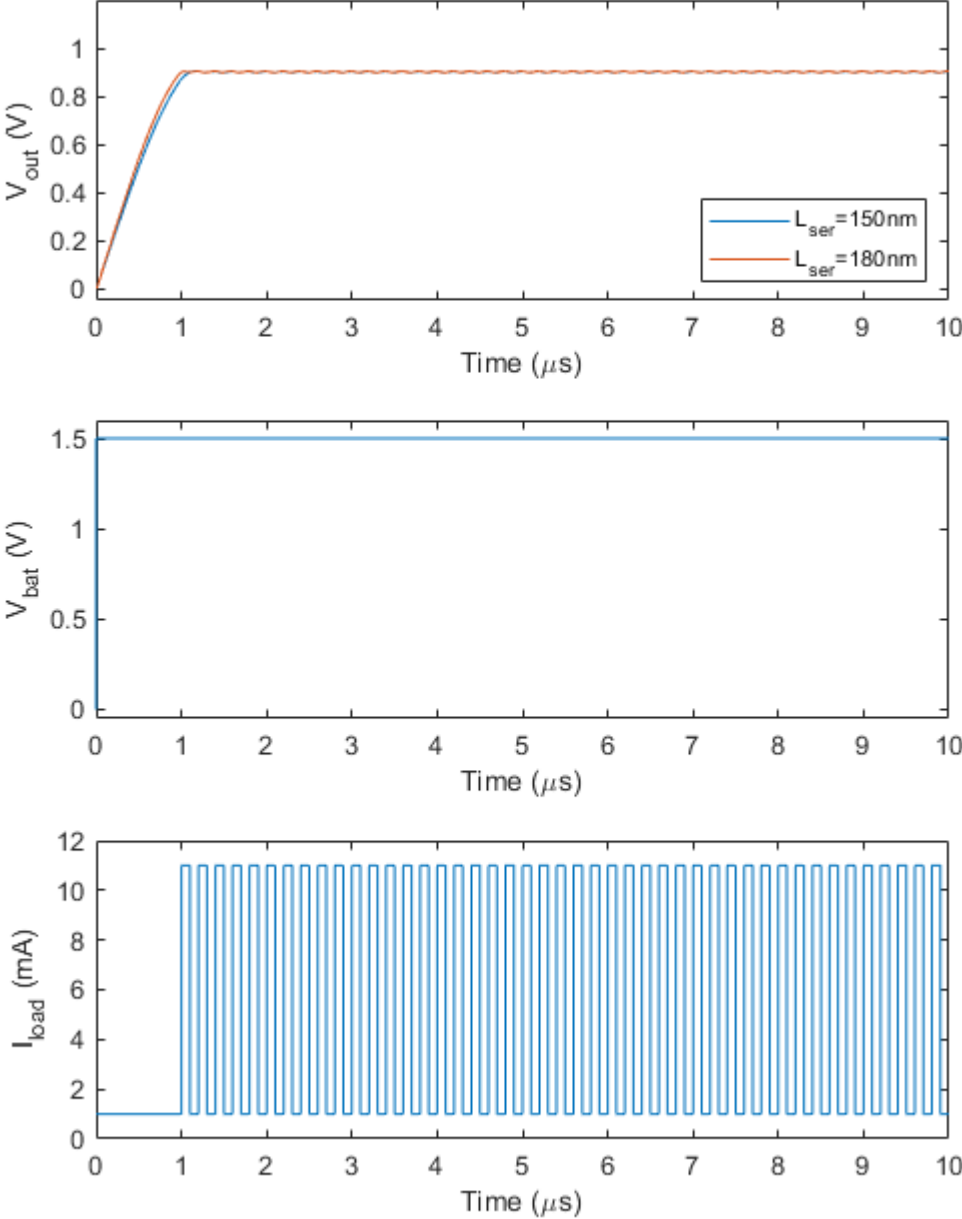 1
0.8
0.6
0.4
0.2
0
V_out (V)
L_ser=150nm
L_ser=180nm
0 1 2 3 4 5 6 7 8 9 10
Time (μs)
1.5
1
0.5
0
V_bat (V)
0 1 2 3 4 5 6 7 8 9 10
Time (μs)
12
10
8
6
4
2
0
I_load (mA)
0 1 2 3 4 5 6 7 8 9 10
Time (μs)